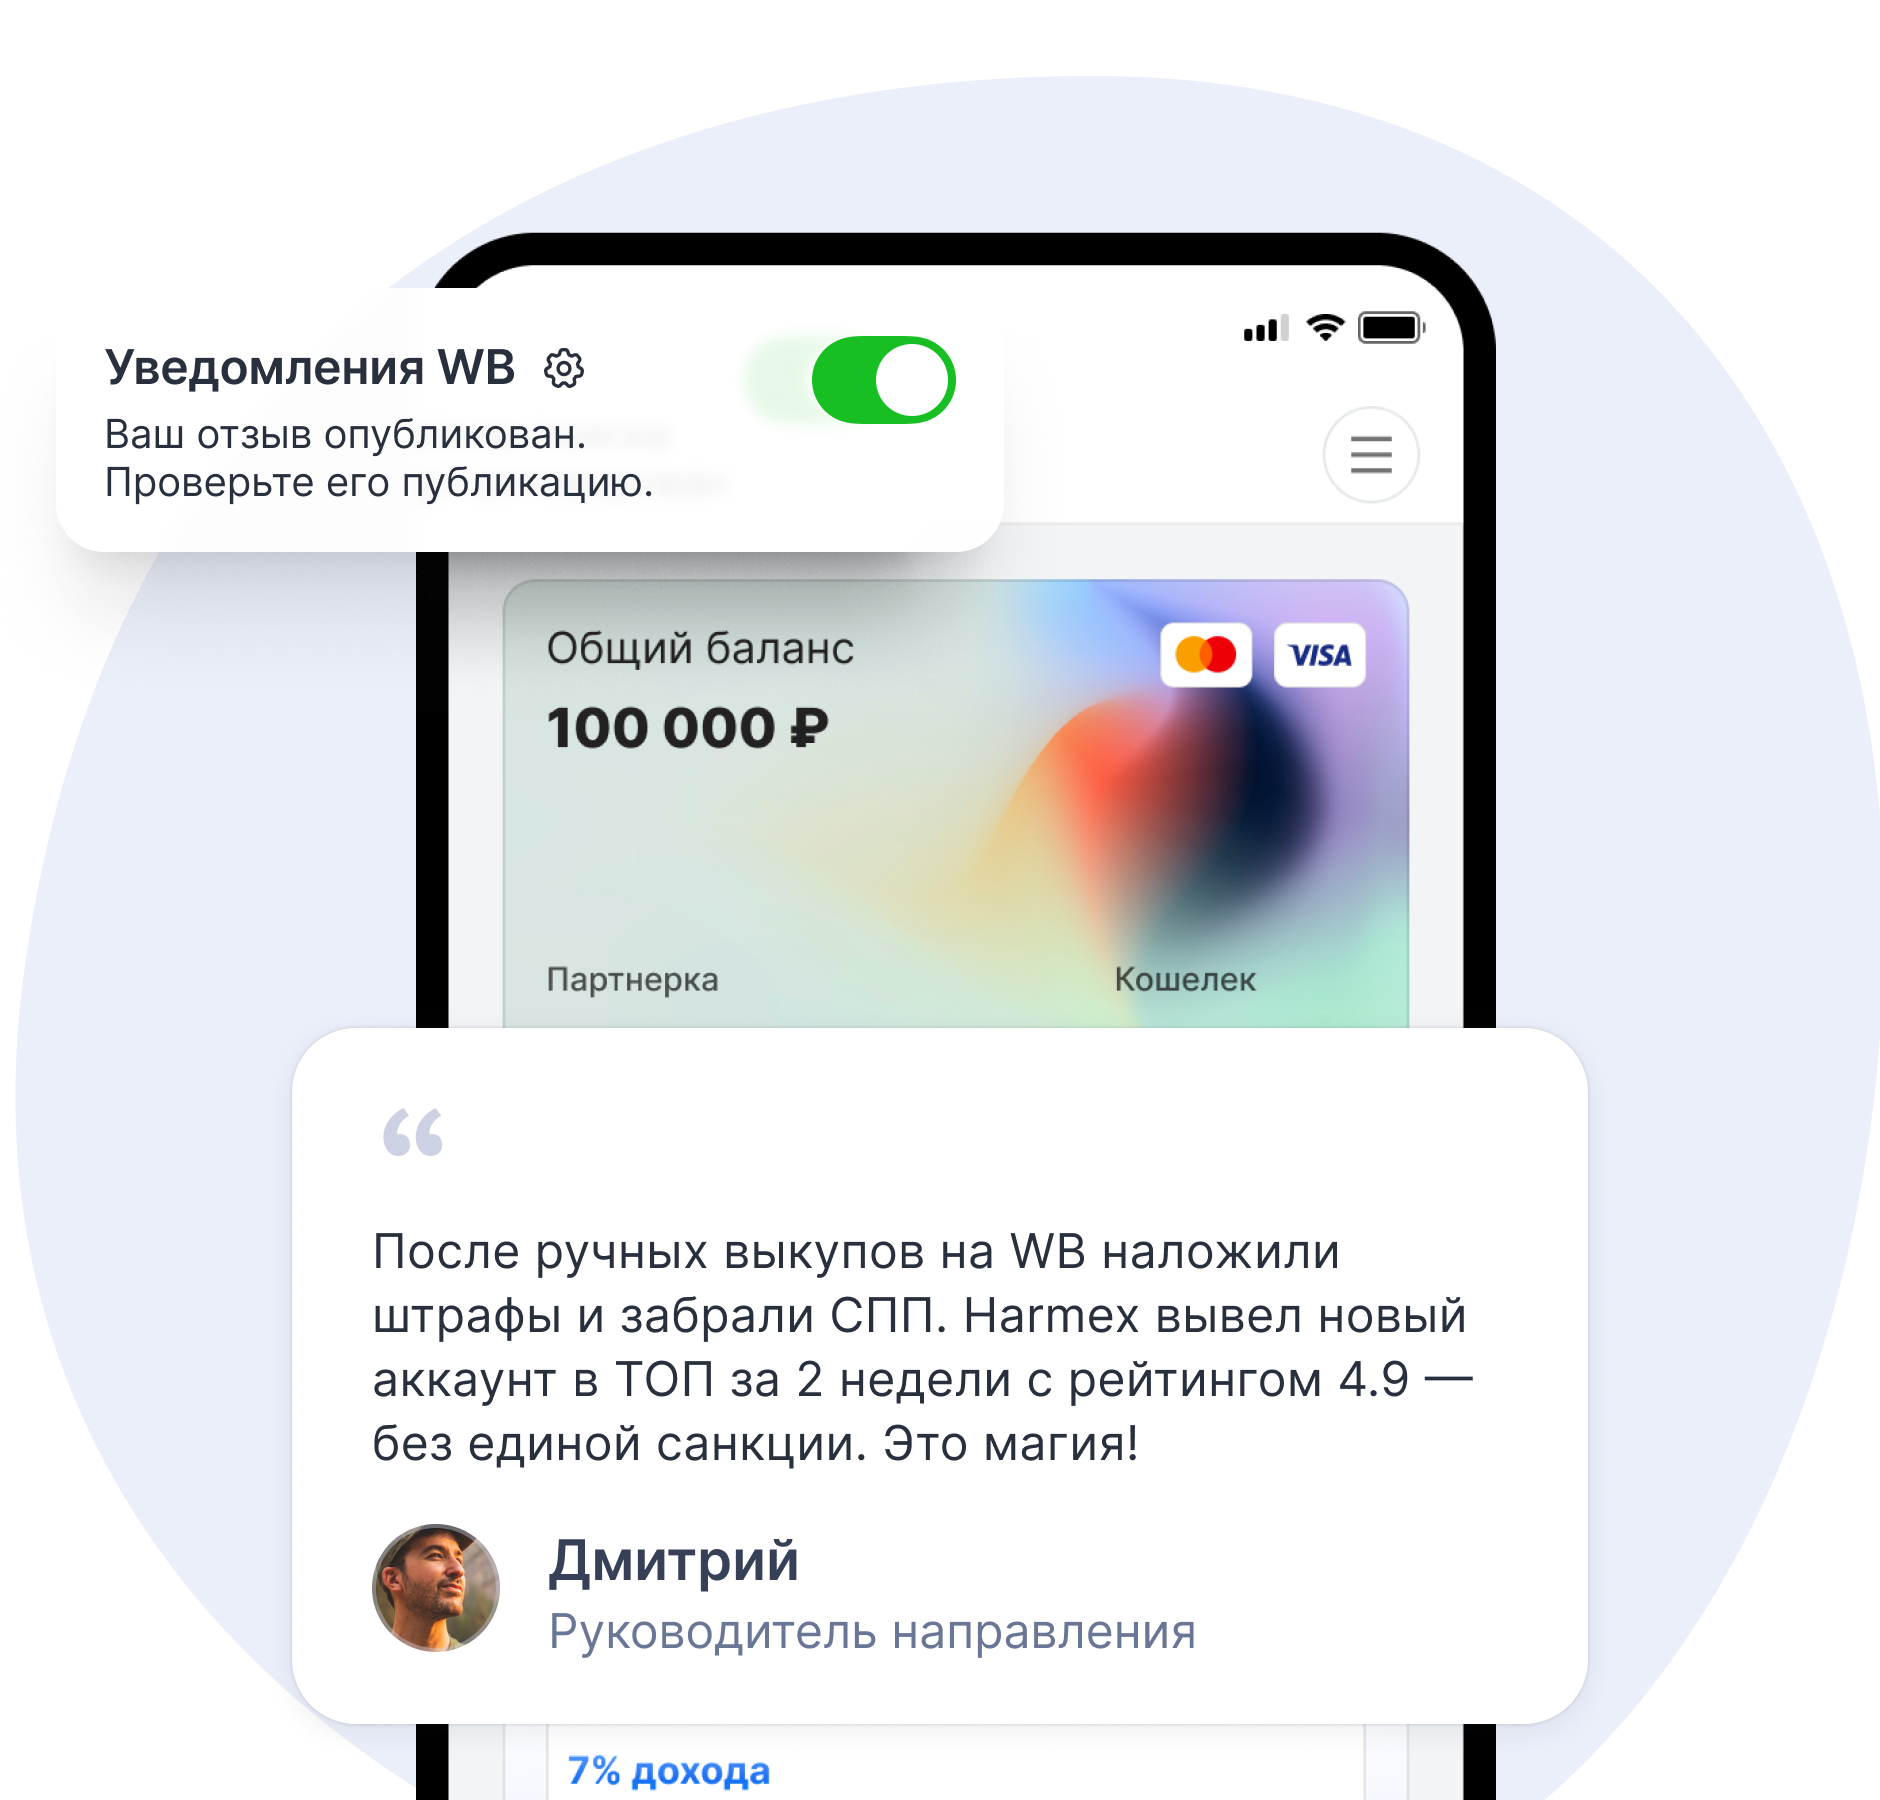 Уведомления WB
Ваш отзыв опубликован.
Проверьте его публикацию.
Общий баланс
VISA
100 000 ₽
Партнерка
Кошелек
“
После ручных выкупов на WB наложили
штрафы и забрали СПП. Harmex вывел новый
аккаунт в ТОП за 2 недели с рейтингом 4.9 —
без единой санкции. Это магия!
Дмитрий
Руководитель направления
7% дохода